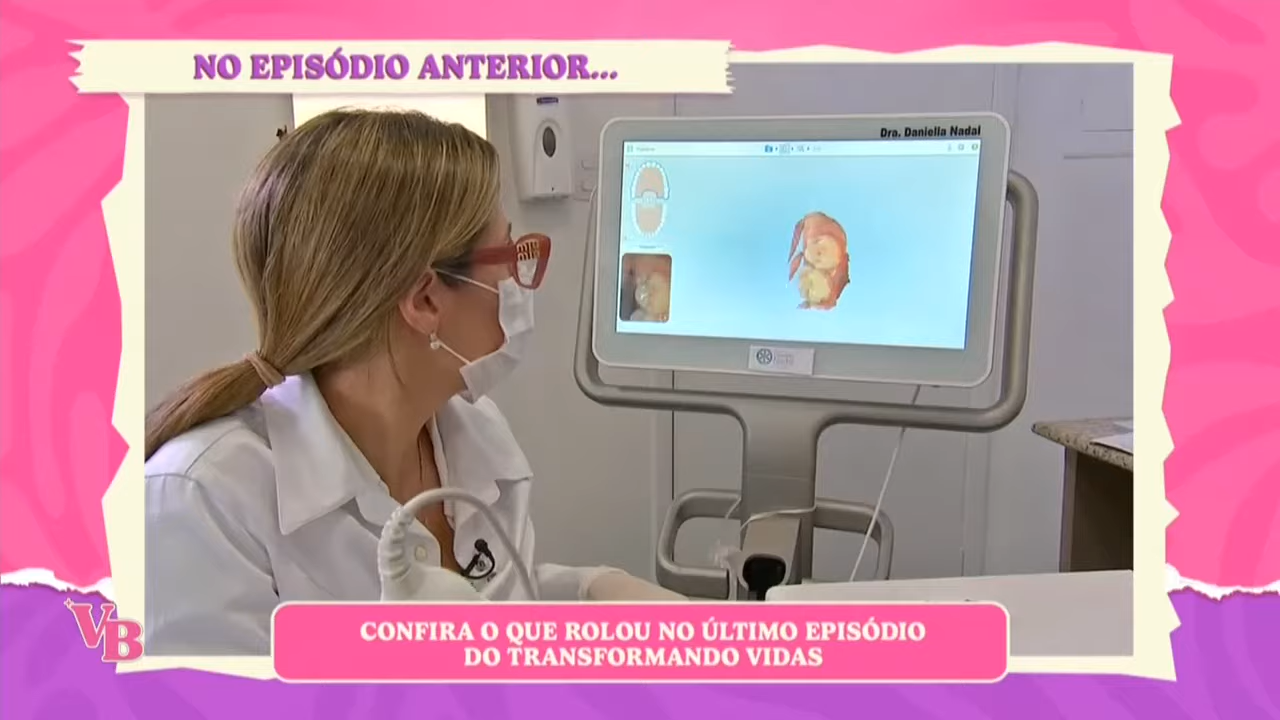 NO EPISÓDIO ANTERIOR...
Dra. Daniella Nadal
VB
CONFIRA O QUE ROLOU NO ÚLTIMO EPISÓDIO
DO TRANSFORMANDO VIDAS